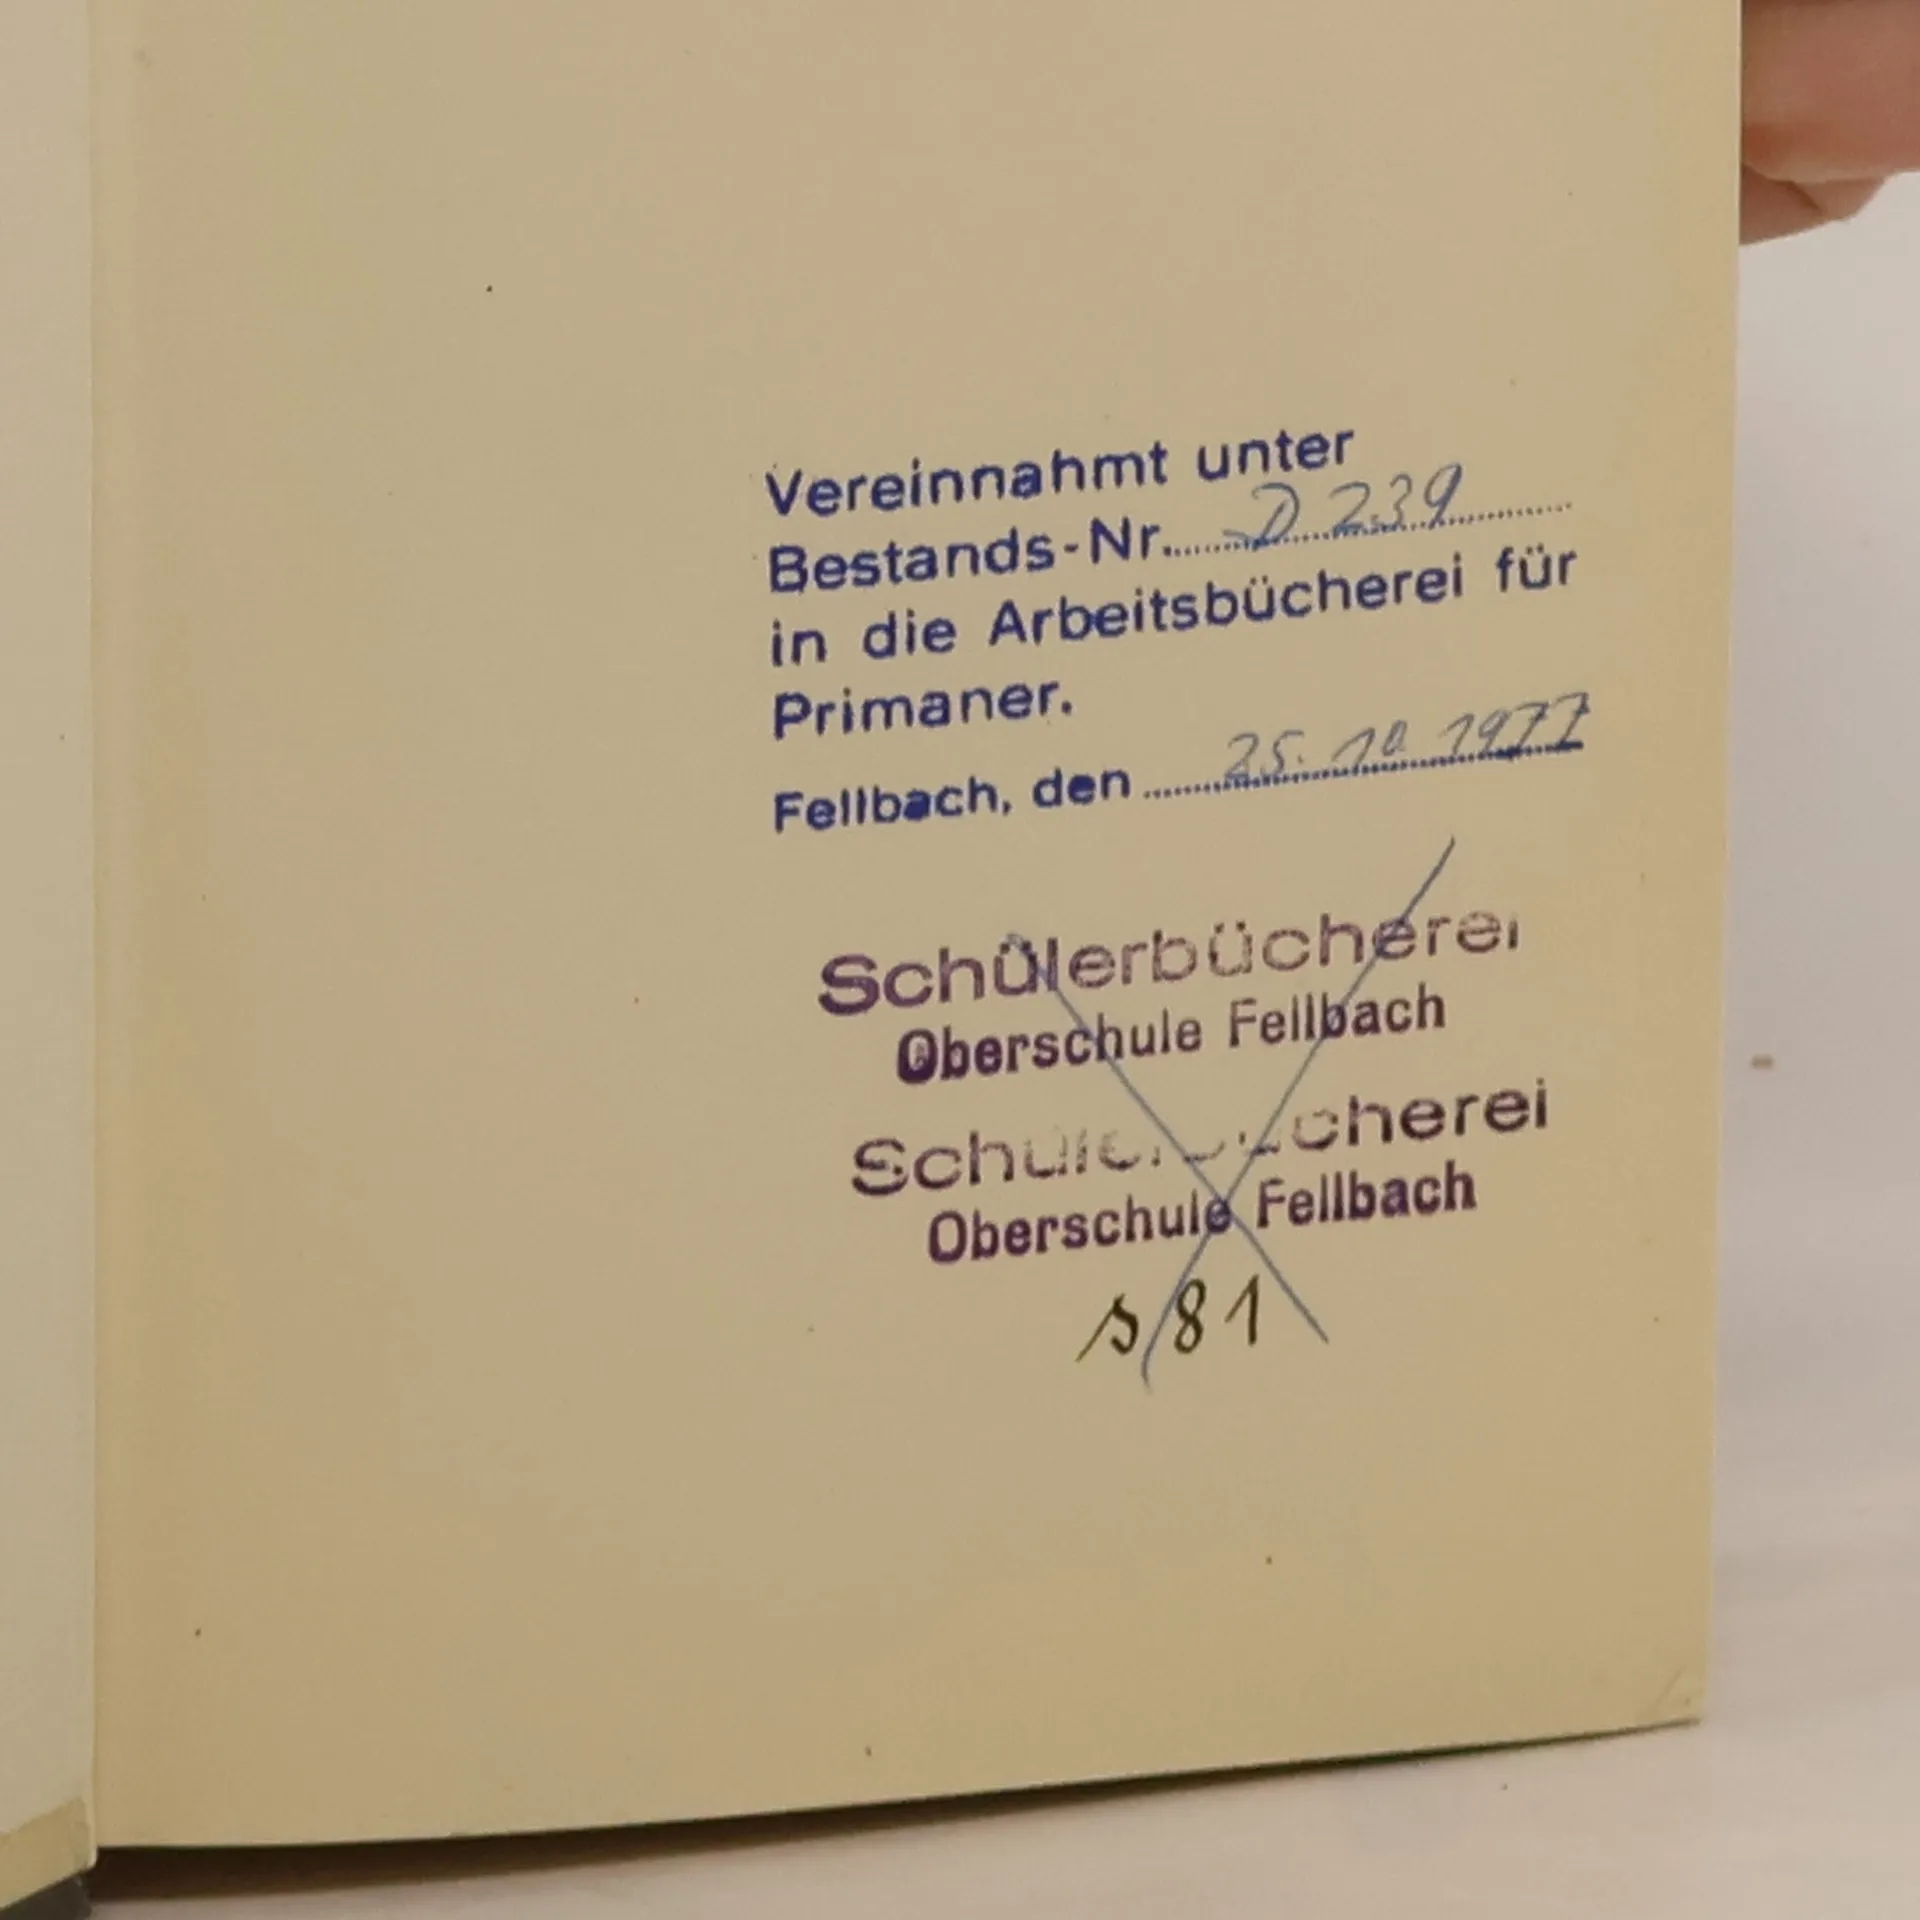 Vereinnahmt unter
Bestands-Nr. D 239
in die Arbeitsbücherei für
Primaner.
Fellbach, den 25. 10 1977
Schülerbücherei
Oberschule Fellbach
Schülerbücherei
Oberschule Fellbach
s 81